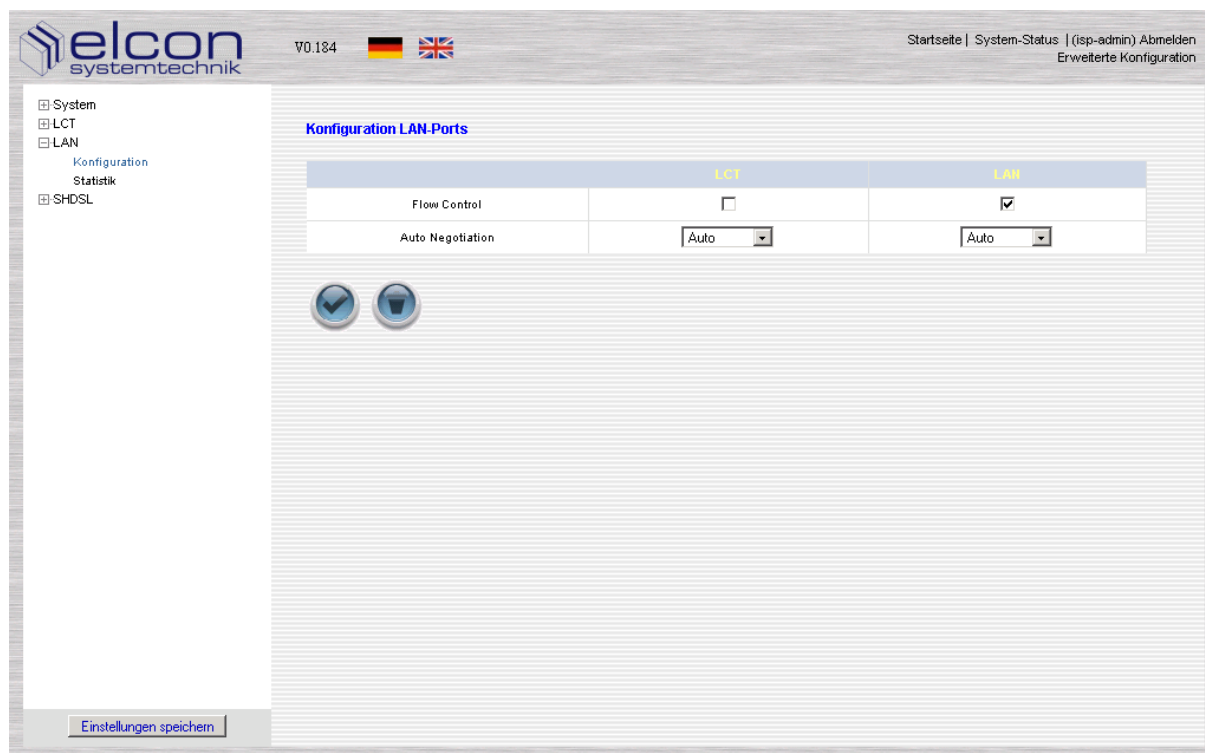 elcon
systemtechnik
V0.184
Startseite | System-Status | (isp-admin) Abmelden
Erweiterte Konfiguration
System
LCT
LAN
Konfiguration
Statistik
SHDSL
Konfiguration LAN-Ports
LCT LAN
Flow Control
Auto Negotiation Auto Auto
Einstellungen speichern